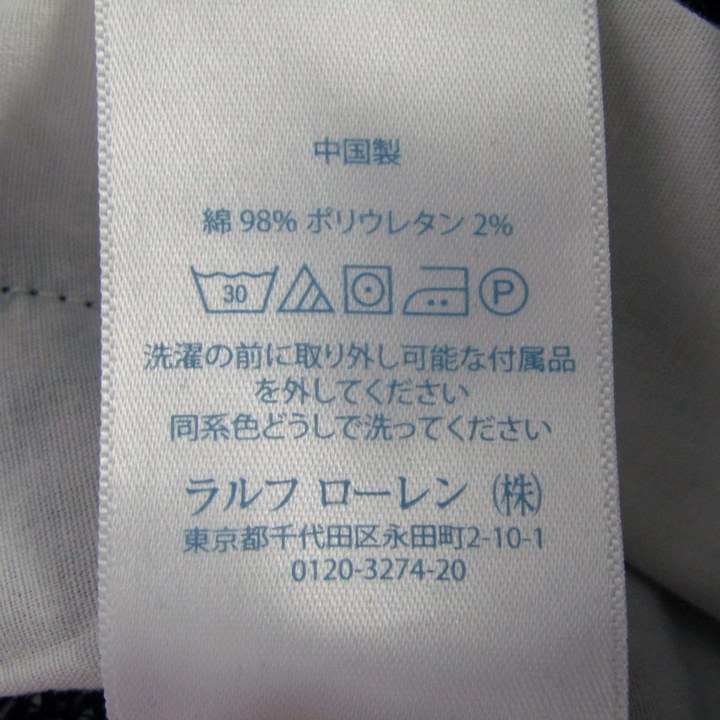 中国製
綿 98% ポリウレタン 2%
30 P
洗濯の前に取り外し可能な付属品
を外してください
同系色どうしで洗ってください
ラルフ ローレン (株)
東京都千代田区永田町2-10-1
0120-3274-20